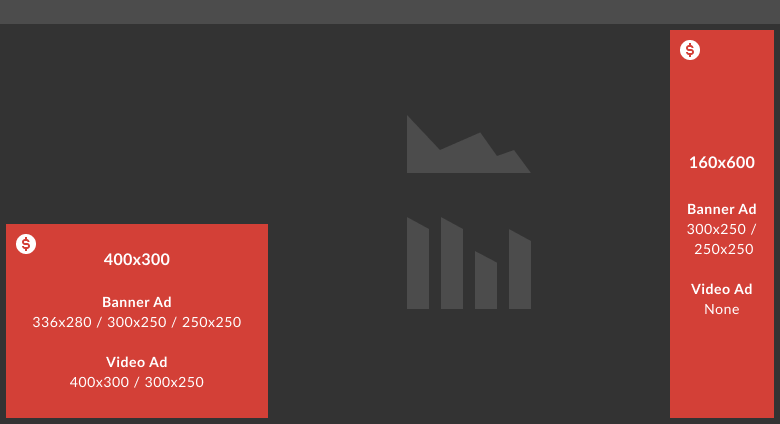 400x300
Banner Ad
336x280 / 300x250 / 250x250
Video Ad
400x300 / 300x250
160x600
Banner Ad
300x250 /
250x250
Video Ad
None